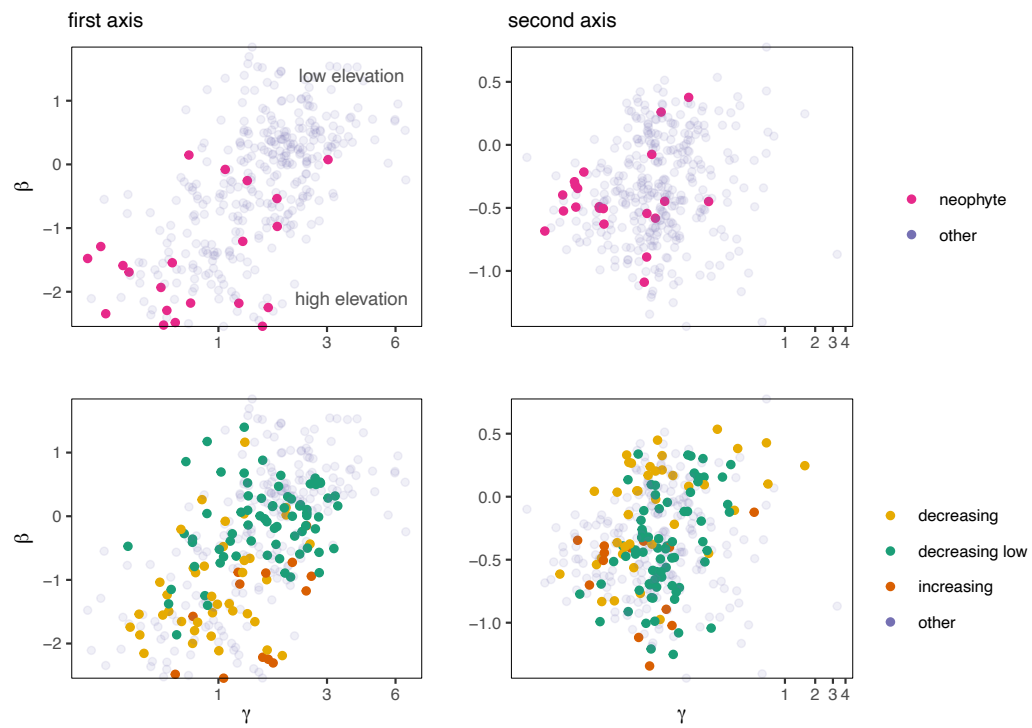 first axis
second axis
low elevation
high elevation
β
1
0
−1
−2
1
3
6
0.5
0.0
−0.5
−1.0
1
2
3
4
neophyte
other
β
1
0
−1
−2
1
3
6
γ
0.5
0.0
−0.5
−1.0
1
2
3
4
γ
decreasing
decreasing low
increasing
other